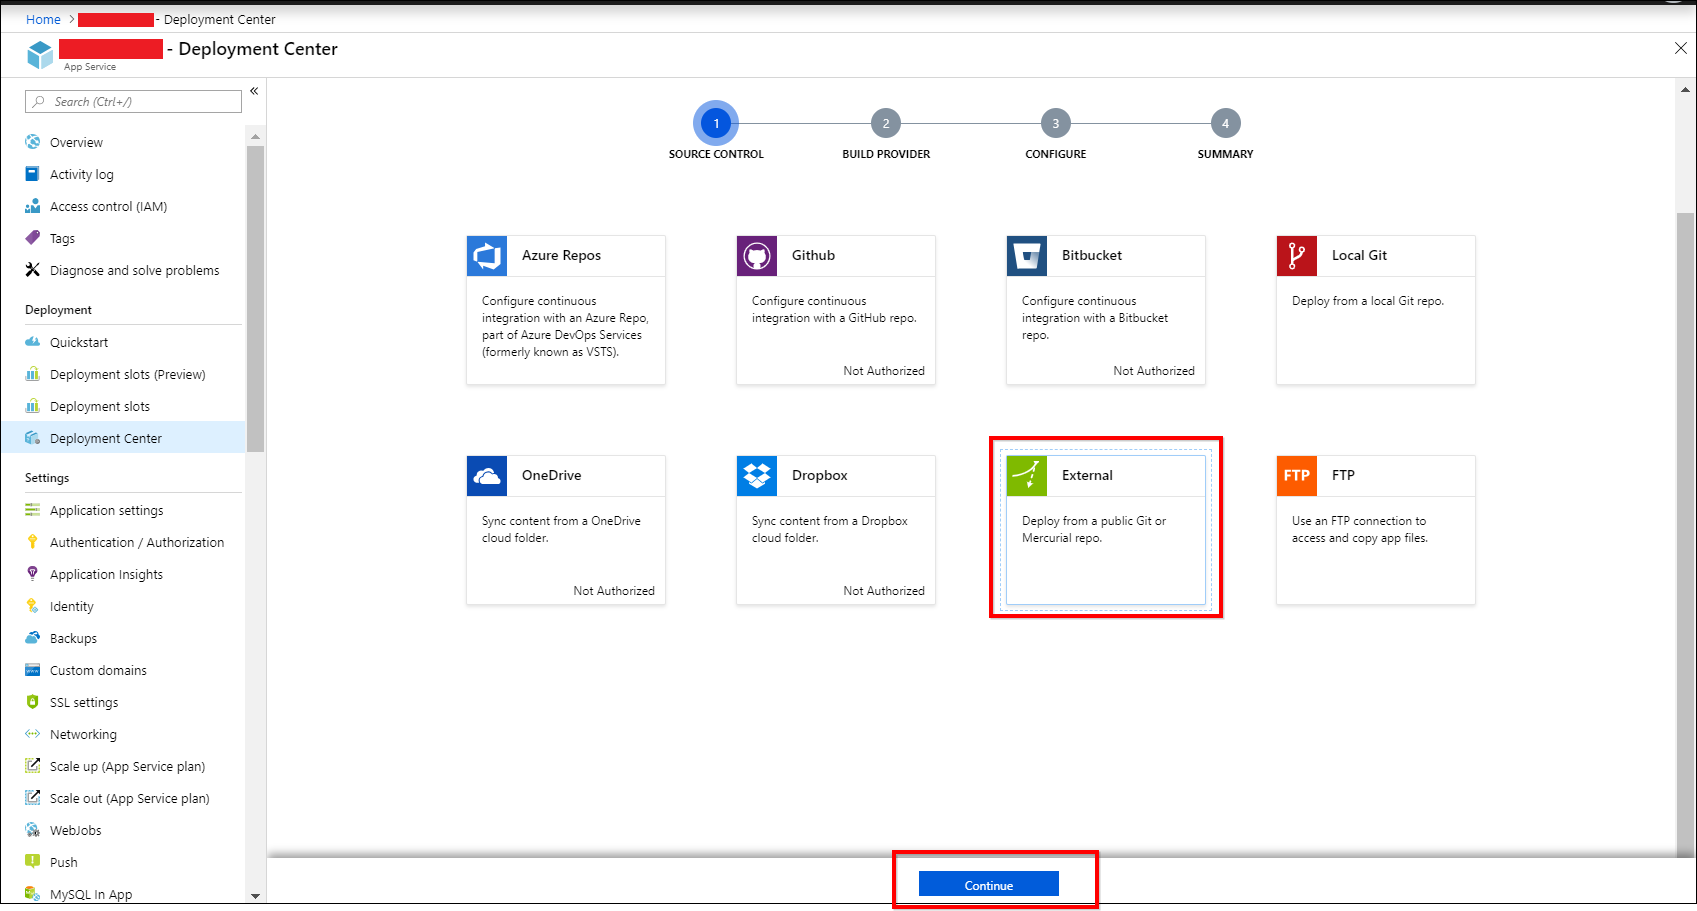 Home > - Deployment Center
- Deployment Center
App Service
Search (Ctrl+/)
«
Overview
Activity log
Access control (IAM)
Tags
Diagnose and solve problems
Deployment
Quickstart
Deployment slots (Preview)
Deployment slots
Deployment Center
Settings
Application settings
Authentication / Authorization
Application Insights
Identity
Backups
Custom domains
SSL settings
Networking
Scale up (App Service plan)
Scale out (App Service plan)
WebJobs
Push
MySQL In App
1 2 3 4
SOURCE CONTROL BUILD PROVIDER CONFIGURE SUMMARY
Azure Repos
Configure continuous
integration with an Azure Repo,
part of Azure DevOps Services
(formerly known as VSTS).
Github
Configure continuous
integration with a GitHub repo.
Not Authorized
Bitbucket
Configure continuous
integration with a Bitbucket
repo.
Not Authorized
Local Git
Deploy from a local Git repo.
OneDrive
Sync content from a OneDrive
cloud folder.
Not Authorized
Dropbox
Sync content from a Dropbox
cloud folder.
Not Authorized
External
Deploy from a public Git or
Mercurial repo.
FTP FTP
Use an FTP connection to
access and copy app files.
Continue